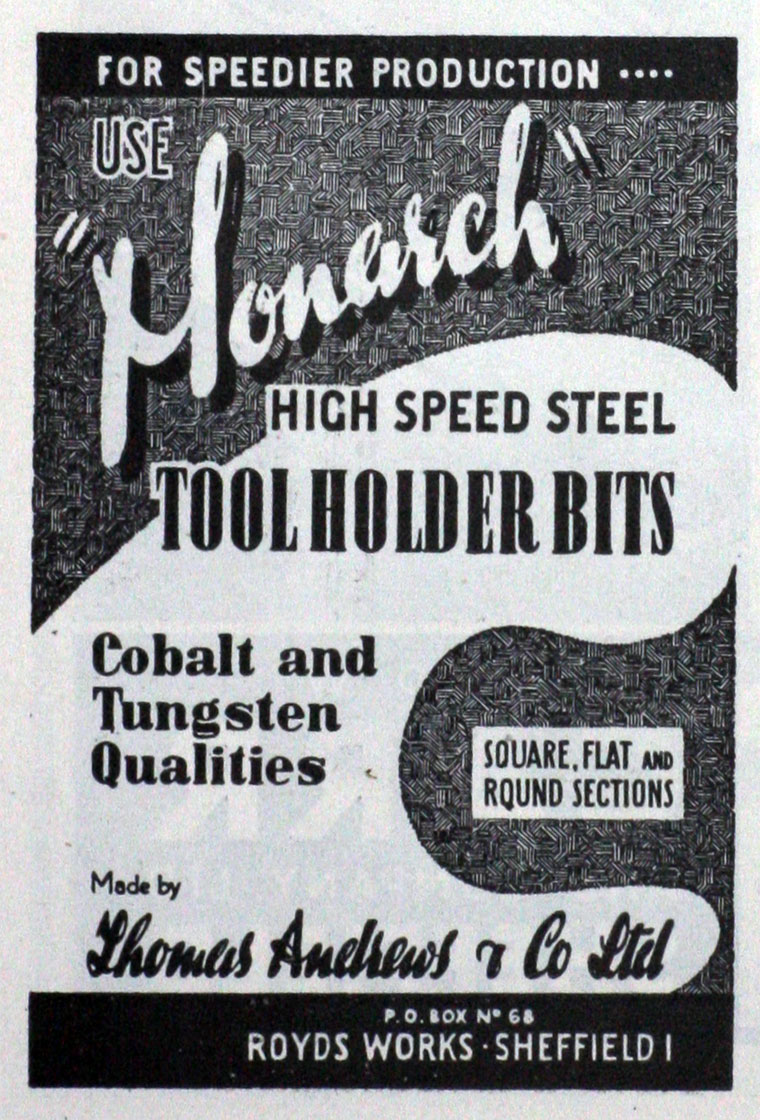 FOR SPEEDIER PRODUCTION ....
USE
"Monarch"
HIGH SPEED STEEL
TOOL HOLDER BITS
Cobalt and
Tungsten
Qualities
SQUARE, FLAT AND
ROUND SECTIONS
Made by
Thomas Andrews & Co Ltd
P.O. BOX Nº 68
ROYDS WORKS · SHEFFIELD 1